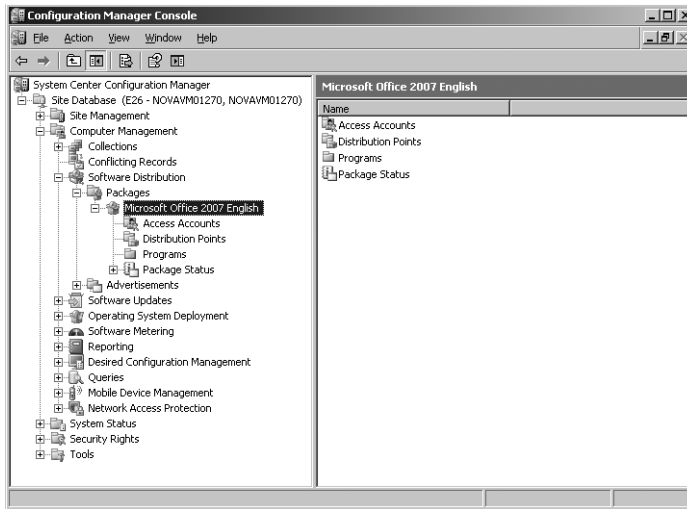 Configuration Manager Console
File Action View Window Help
System Center Configuration Manager
Site Database (E26 - NOVAVM01270, NOVAVM01270)
Site Management
Computer Management
Collections
Conflicting Records
Software Distribution
Packages
Microsoft Office 2007 English
Access Accounts
Distribution Points
Programs
Package Status
Advertisements
Software Updates
Operating System Deployment
Software Metering
Reporting
Desired Configuration Management
Queries
Mobile Device Management
Network Access Protection
System Status
Security Rights
Tools
Microsoft Office 2007 English
Name
Access Accounts
Distribution Points
Programs
Package Status